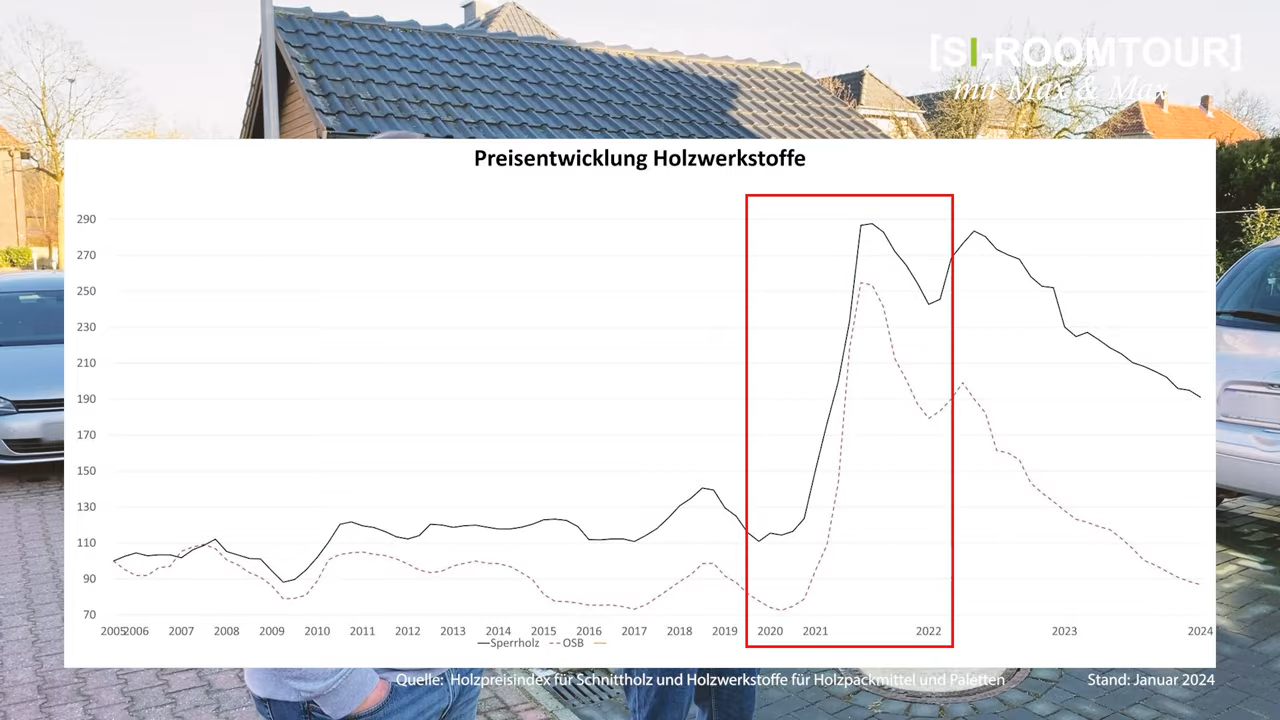 [SI-ROOMTOUR]
mit Max & Max
Preisentwicklung Holzwerkstoffe
290
270
250
230
210
190
170
150
130
110
90
70
2005 2006 2007 2008 2009 2010 2011 2012 2013 2014 2015 2016 2017 2018 2019 2020 2021 2022 2023 2024
Sperrholz OSB
Quelle: Holzpreisindex für Schnittholz und Holzwerkstoffe für Holzpackmittel und Paletten Stand: Januar 2024